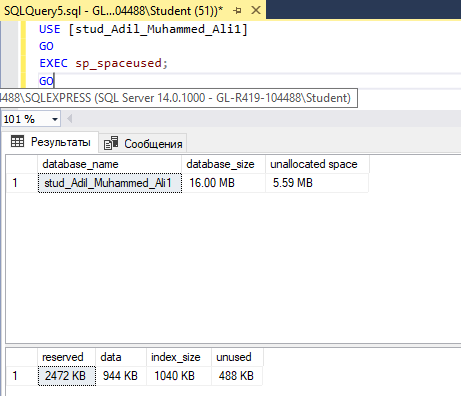 SQLQuery5.sql - GL...04488\Student (51))*
USE [stud_Adil_Muhammed_Ali1]
GO
EXEC sp_spaceused;
GO
4488\SQLEXPRESS (SQL Server 14.0.1000 - GL-R419-104488\Student)
101 %
Результаты Сообщения
database_name database_size unallocated space
1 stud_Adil_Muhammed_Ali1 16.00 MB 5.59 MB
reserved data index_size unused
1 2472 KB 944 KB 1040 KB 488 KB